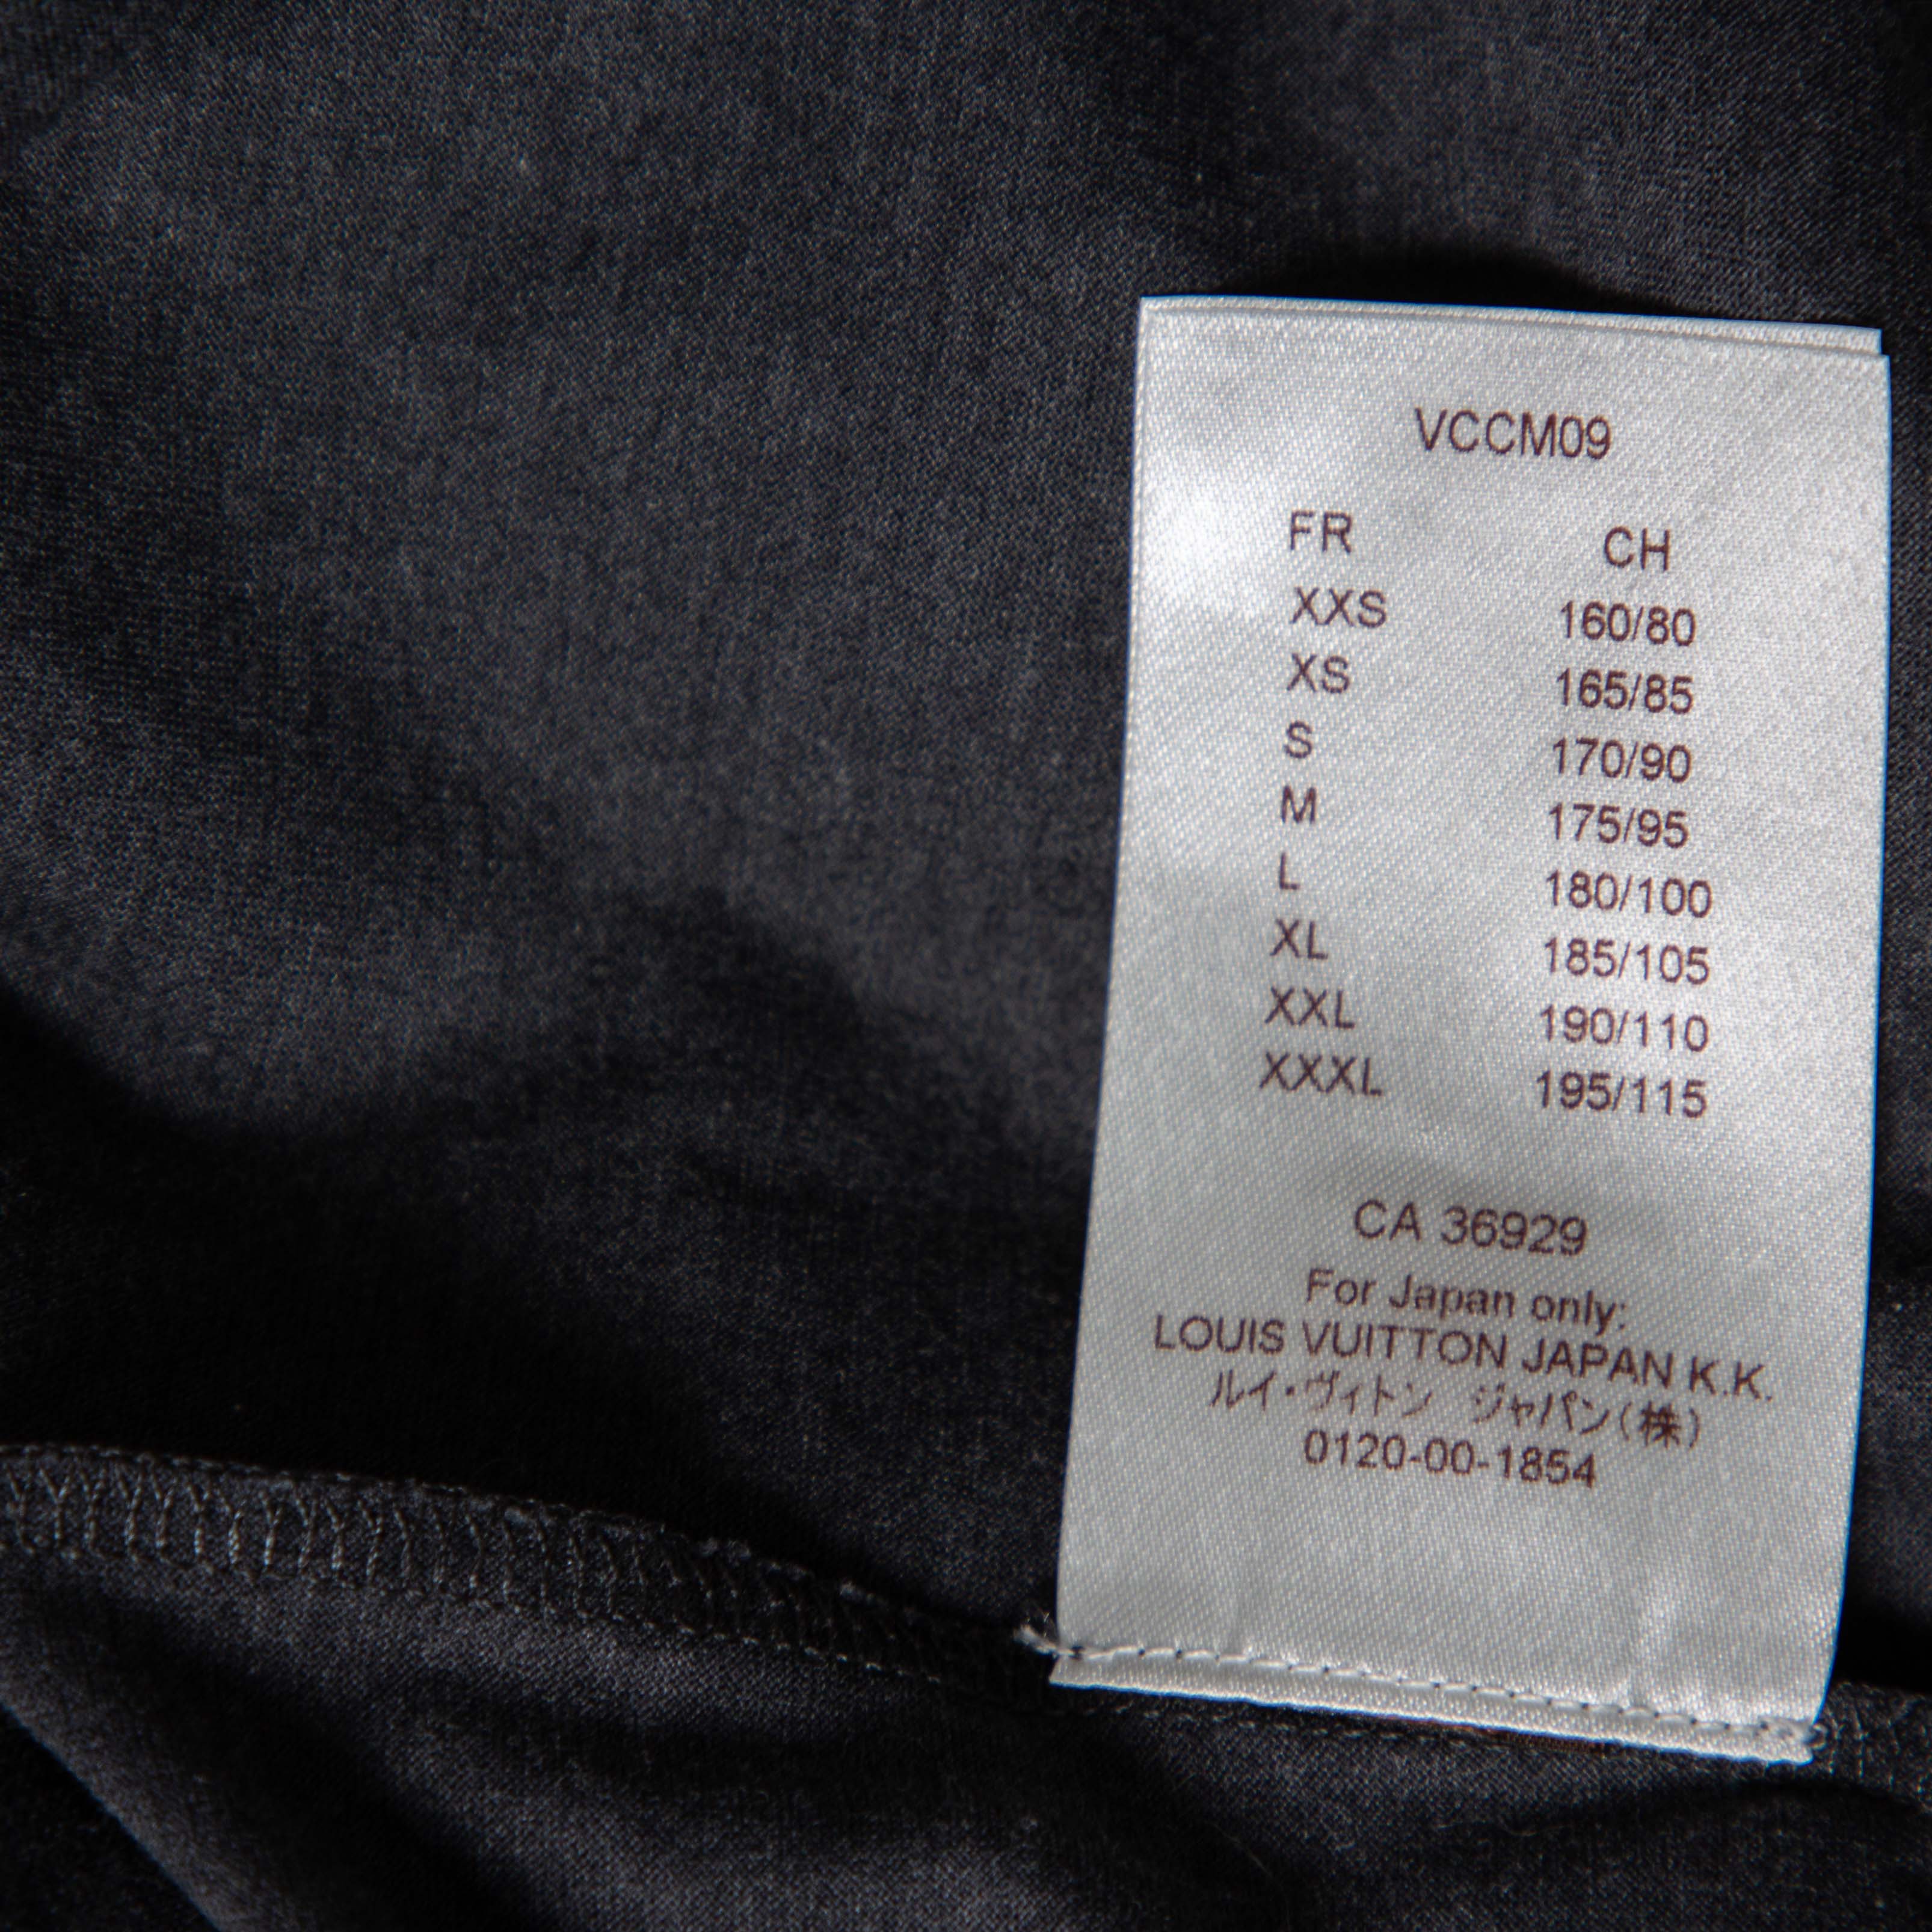 VCCM09
FR CH
XXS 160/80
XS 165/85
S 170/90
M 175/95
L 180/100
XL 185/105
XXL 190/110
XXXL 195/115
CA 36929
For Japan only:
LOUIS VUITTON JAPAN K.K.
ルイ・ヴィトン ジャパン(株)
0120-00-1854